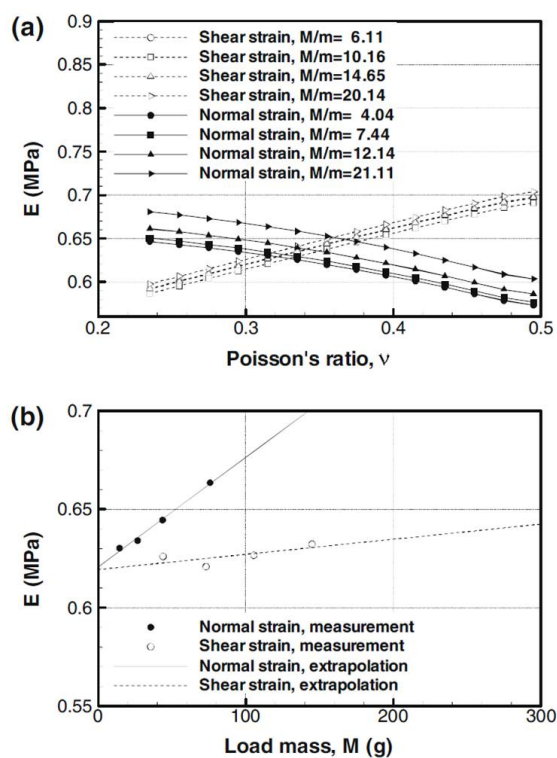 (a)
Shear strain, M/m= 6.11
Shear strain, M/m=10.16
Shear strain, M/m=14.65
Shear strain, M/m=20.14
Normal strain, M/m= 4.04
Normal strain, M/m= 7.44
Normal strain, M/m=12.14
Normal strain, M/m=21.11
E (MPa)
0.9
0.85
0.8
0.75
0.7
0.65
0.6
0.2
0.3
0.4
0.5
Poisson's ratio, ν
(b)
E (MPa)
0.7
0.65
0.6
0.55
Normal strain, measurement
Shear strain, measurement
Normal strain, extrapolation
Shear strain, extrapolation
0
100
200
300
Load mass, M (g)